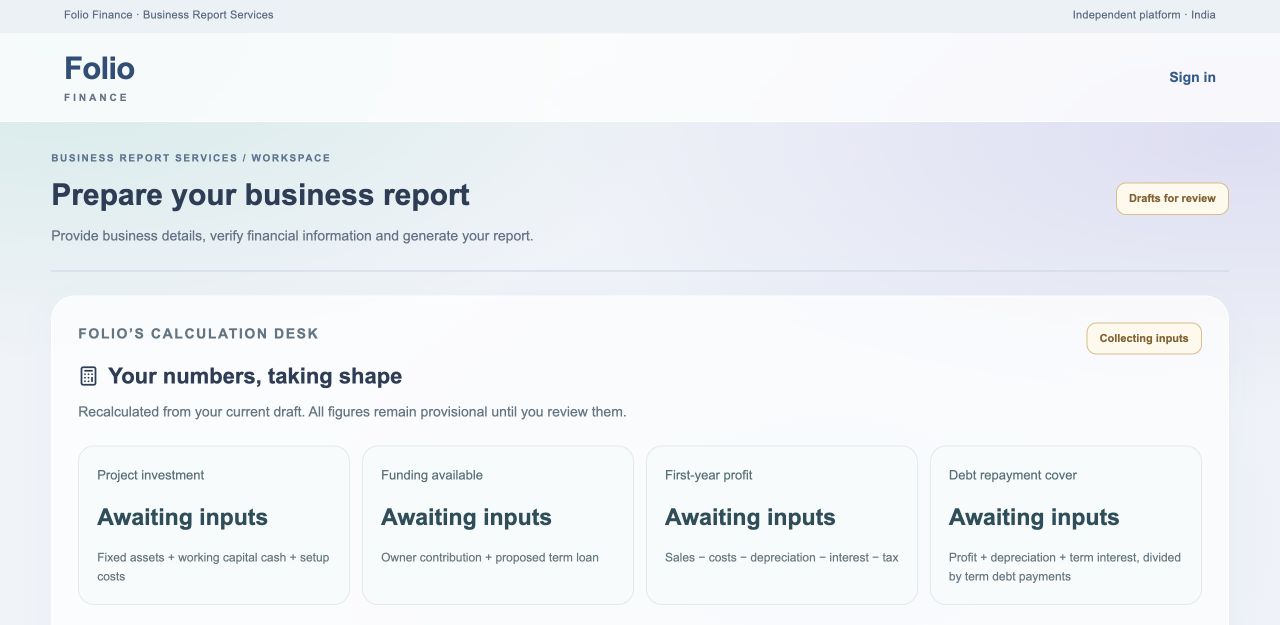 Folio Finance · Business Report Services
Independent platform · India
Folio
FINANCE
Sign in
BUSINESS REPORT SERVICES / WORKSPACE
Prepare your business report
Drafts for review
Provide business details, verify financial information and generate your report.
FOLIO’S CALCULATION DESK
Collecting inputs
Your numbers, taking shape
Recalculated from your current draft. All figures remain provisional until you review them.
Project investment
Awaiting inputs
Fixed assets + working capital cash + setup
costs
Funding available
Awaiting inputs
Owner contribution + proposed term loan
First-year profit
Awaiting inputs
Sales − costs − depreciation − interest − tax
Debt repayment cover
Awaiting inputs
Profit + depreciation + term interest, divided
by term debt payments